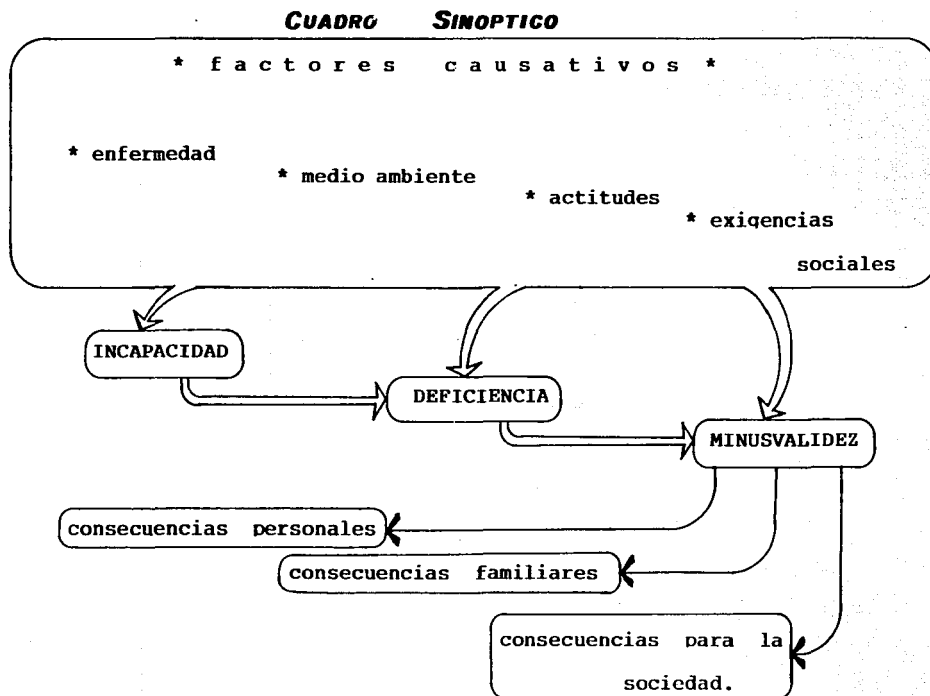 CUADRO SINOPTICO
* factores causativos *
* enfermedad
* medio ambiente
* actitudes
* exigencias
sociales
INCAPACIDAD
DEFICIENCIA
MINUSVALIDEZ
consecuencias personales
consecuencias familiares
consecuencias para la
sociedad.